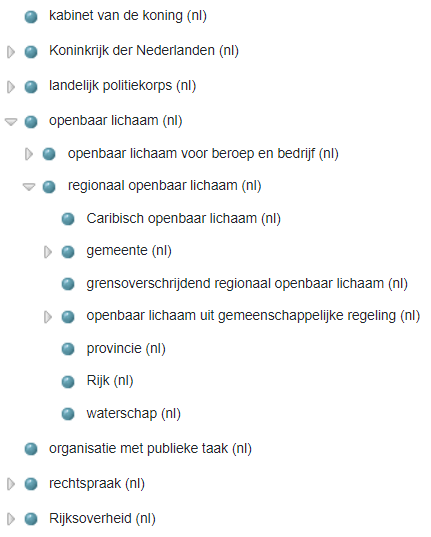 kabinet van de koning (nl)
Koninkrijk der Nederlanden (nl)
landelijk politiekorps (nl)
openbaar lichaam (nl)
openbaar lichaam voor beroep en bedrijf (nl)
regionaal openbaar lichaam (nl)
Caribisch openbaar lichaam (nl)
gemeente (nl)
grensoverschrijdend regionaal openbaar lichaam (nl)
openbaar lichaam uit gemeenschappelijke regeling (nl)
provincie (nl)
Rijk (nl)
waterschap (nl)
organisatie met publieke taak (nl)
rechtspraak (nl)
Rijksoverheid (nl)